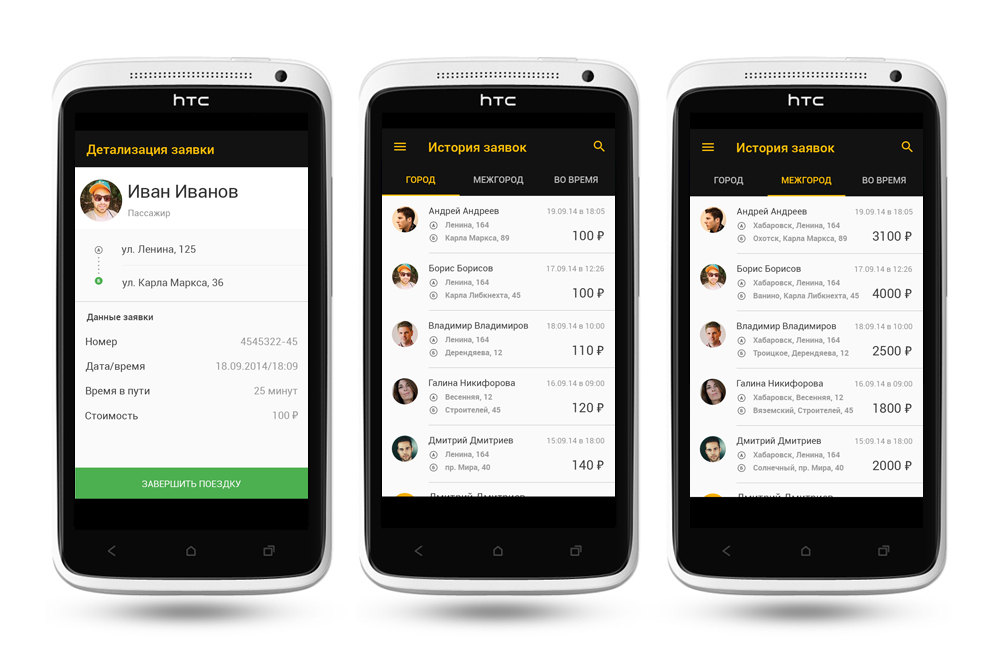 hTC
Детализация заявки
Иван Иванов
Пассажир
A
ул. Ленина, 125
Б
ул. Карла Маркса, 36
Данные заявки
Номер 4545322-45
Дата/время 18.09.2014/18:09
Время в пути 25 минут
Стоимость 100 ₽
ЗАВЕРШИТЬ ПОЕЗДКУ
hTC
История заявок
ГОРОД МЕЖГОРОД ВО ВРЕМЯ
Андрей Андреев 19.09.14 в 18:05
A Ленина, 164
Б Карла Маркса, 89 100 ₽
Борис Борисов 17.09.14 в 12:26
A Ленина, 164
Б Карла Либкнехта, 45 100 ₽
Владимир Владимиров 18.09.14 в 10:00
A Ленина, 164
Б Дерендяева, 12 110 ₽
Галина Никифорова 16.09.14 в 09:00
A Весенняя, 12
Б Строителей, 45 120 ₽
Дмитрий Дмитриев 15.09.14 в 18:00
A Ленина, 164
Б пр. Мира, 40 140 ₽
Дмитрий Дмитриев
hTC
История заявок
ГОРОД МЕЖГОРОД ВО ВРЕМЯ
Андрей Андреев 19.09.14 в 18:05
A Хабаровск, Ленина, 164
Б Охотск, Карла Маркса, 89 3100 ₽
Борис Борисов 17.09.14 в 12:26
A Хабаровск, Ленина, 164
Б Ванино, Карла Либкнехта, 45 4000 ₽
Владимир Владимиров 18.09.14 в 10:00
A Хабаровск, Ленина, 164
Б Троицкое, Дерендяева, 12 2500 ₽
Галина Никифорова 16.09.14 в 09:00
A Хабаровск, Весенняя, 12
Б Вяземский, Строителей, 45 1800 ₽
Дмитрий Дмитриев 15.09.14 в 18:00
A Хабаровск, Ленина, 164
Б Солнечный, пр. Мира, 40 2000 ₽
Дмитрий Дмитриев